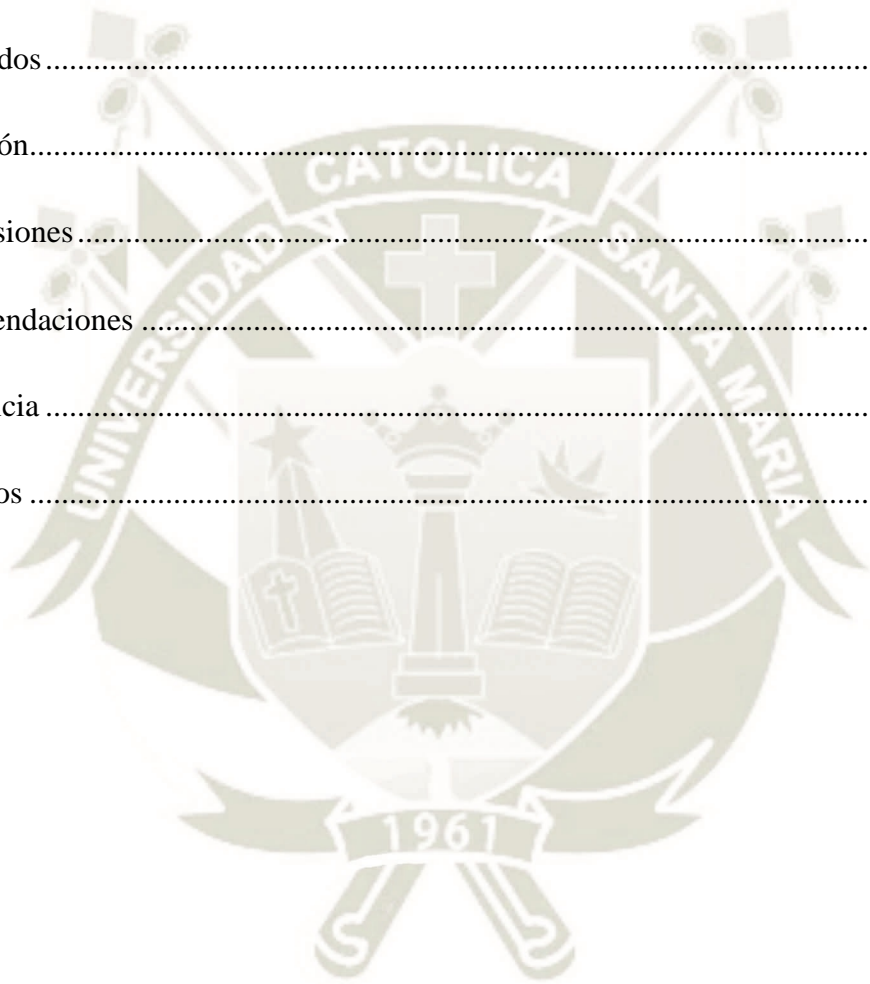 dos..........................................................................................................
ón............................................................................................................
siones......................................................................................................
endaciones..............................................................................................
cia..........................................................................................................
os............................................................................................................
UNIVERSIDAD CATOLICA SANTA MARIA
1961